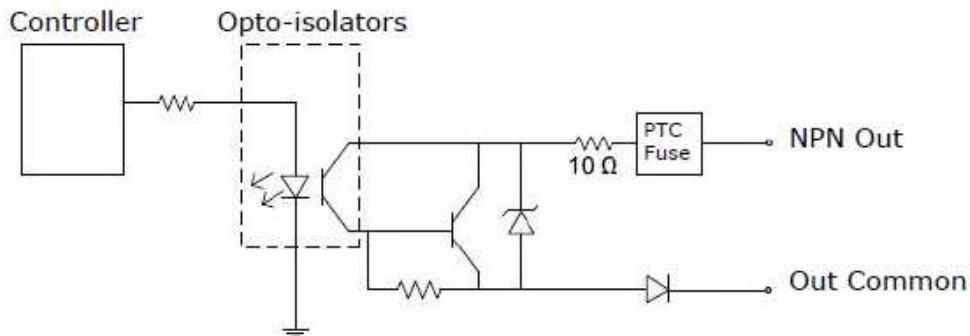 Controller
Opto-isolators
PTC
Fuse
NPN Out
10 Ω
Out Common